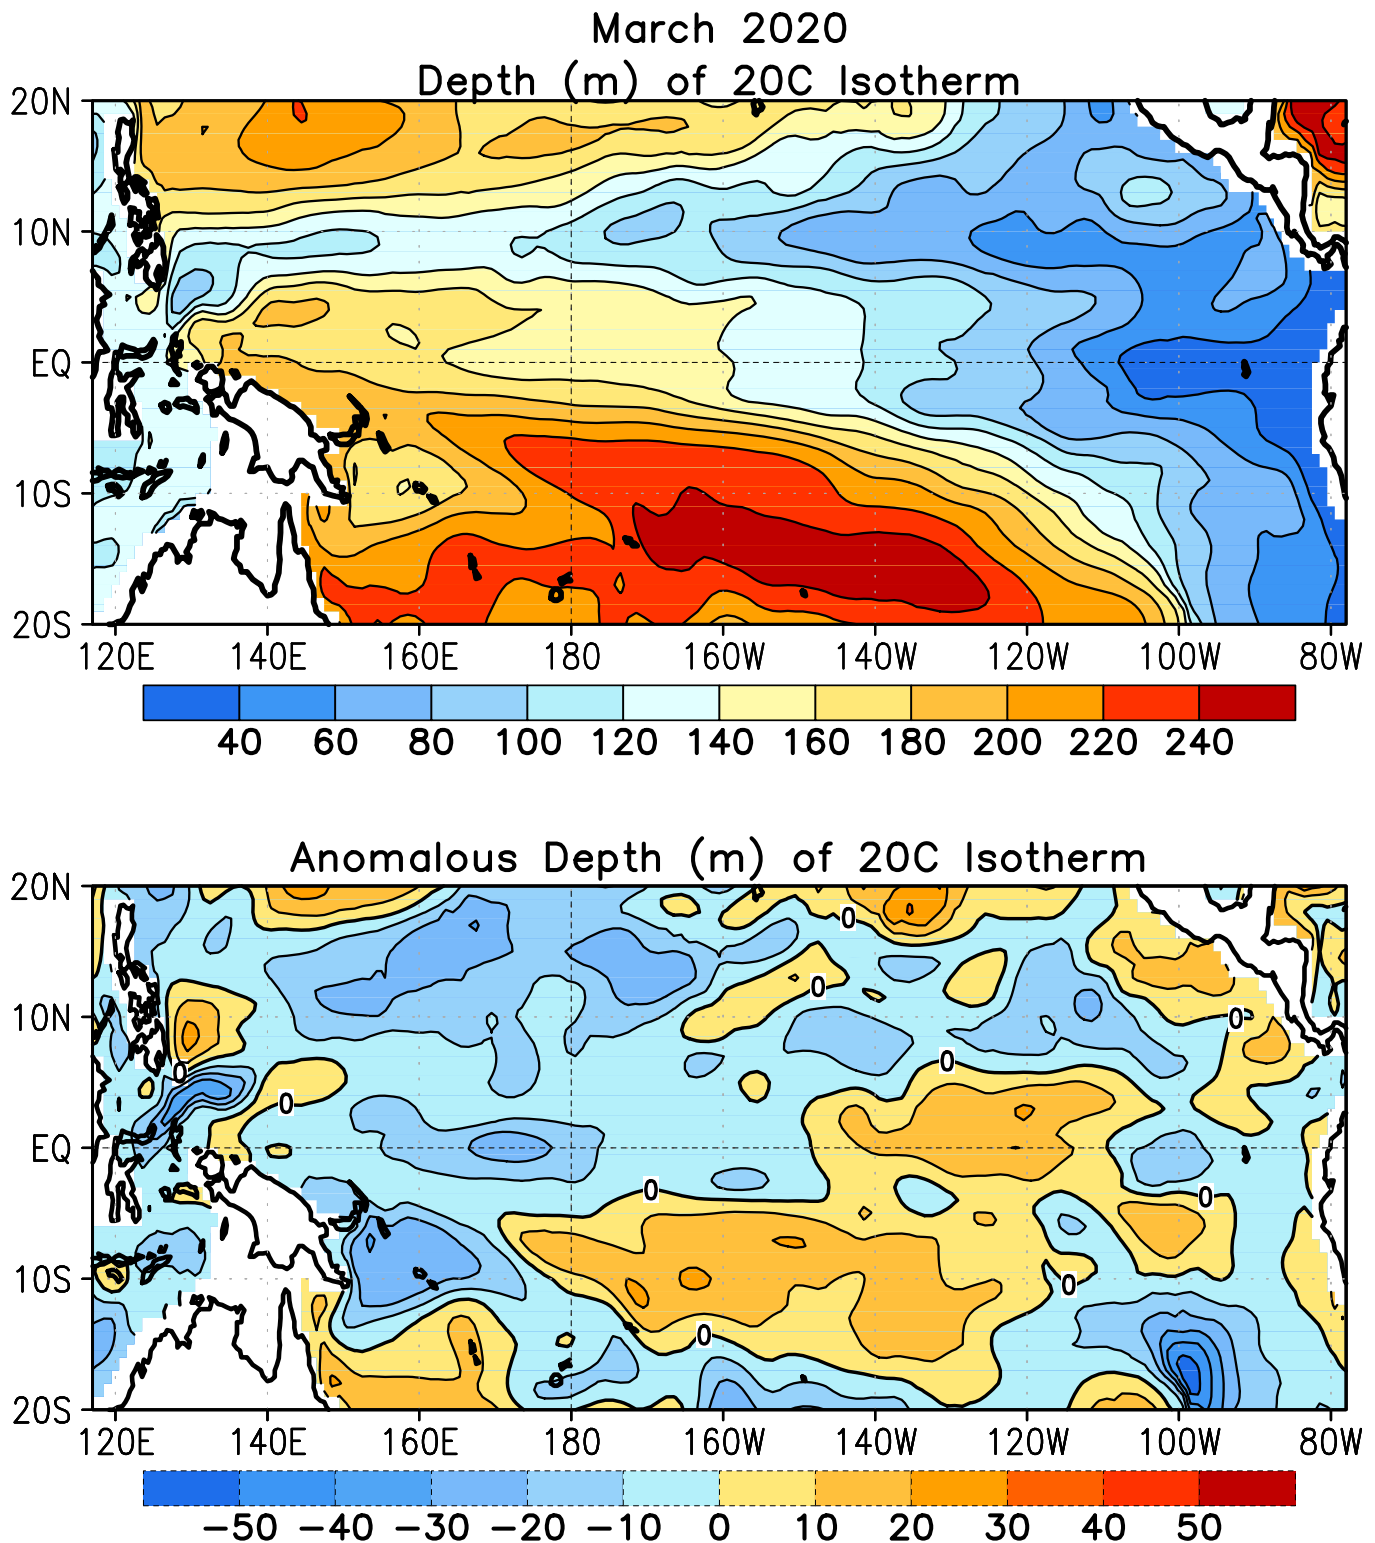 March 2020
Depth (m) of 20C Isotherm
20N
10N
EQ
10S
20S
120E 140E 160E 180 160W 140W 120W 100W 80W
40 60 80 100 120 140 160 180 200 220 240
Anomalous Depth (m) of 20C Isotherm
20N
0
0
10N
0
0
0
0
EQ
0
0
10S
0
0
20S
120E 140E 160E 180 160W 140W 120W 100W 80W
−50 −40 −30 −20 −10 0 10 20 30 40 50